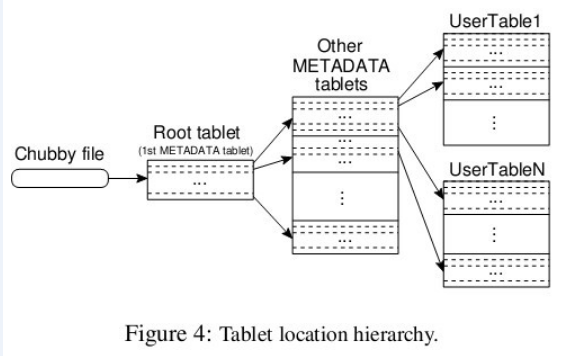 UserTable1
Other
METADATA
tablets
Root tablet
(1st METADATA tablet)
Chubby file
...
...
...
...
⋮
...
...
...
⋮
UserTableN
...
⋮
...
Figure 4: Tablet location hierarchy.